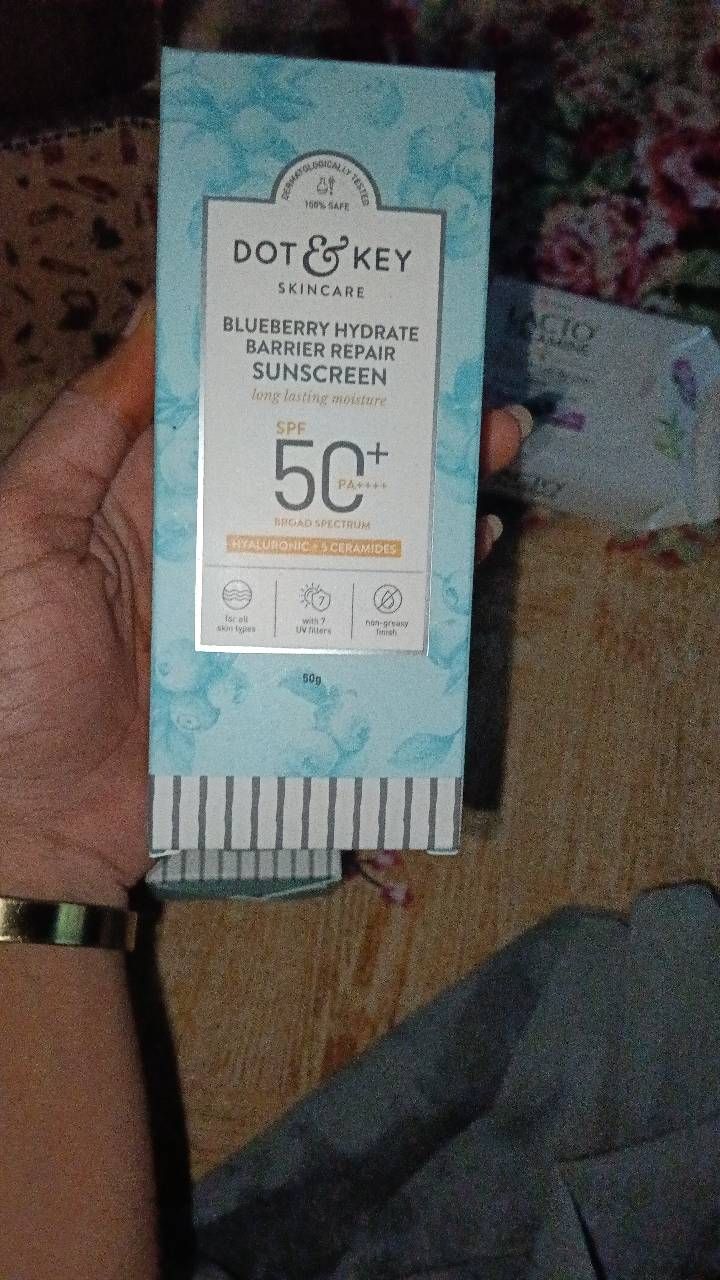 DERMATOLOGICALLY TESTED
100% SAFE
DOT & KEY
SKINCARE
BLUEBERRY HYDRATE
BARRIER REPAIR
SUNSCREEN
long lasting moisture
SPF
50+
PA++++
BROAD SPECTRUM
HYALURONIC + 5 CERAMIDES
for all
skin types
with 7
UV filters
non-greasy
finish
50g
LACTO